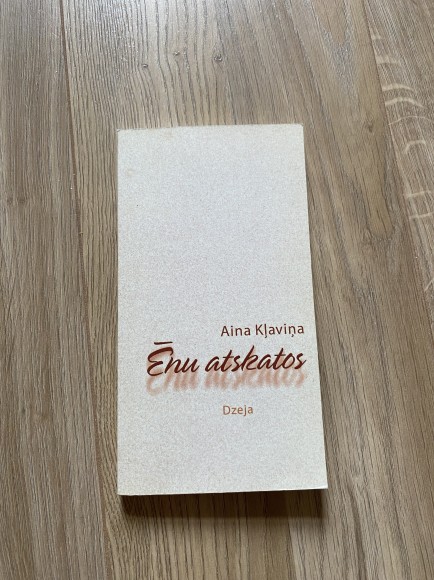 Aina Kļaviņa
Ēnu atskatos
Dzeja